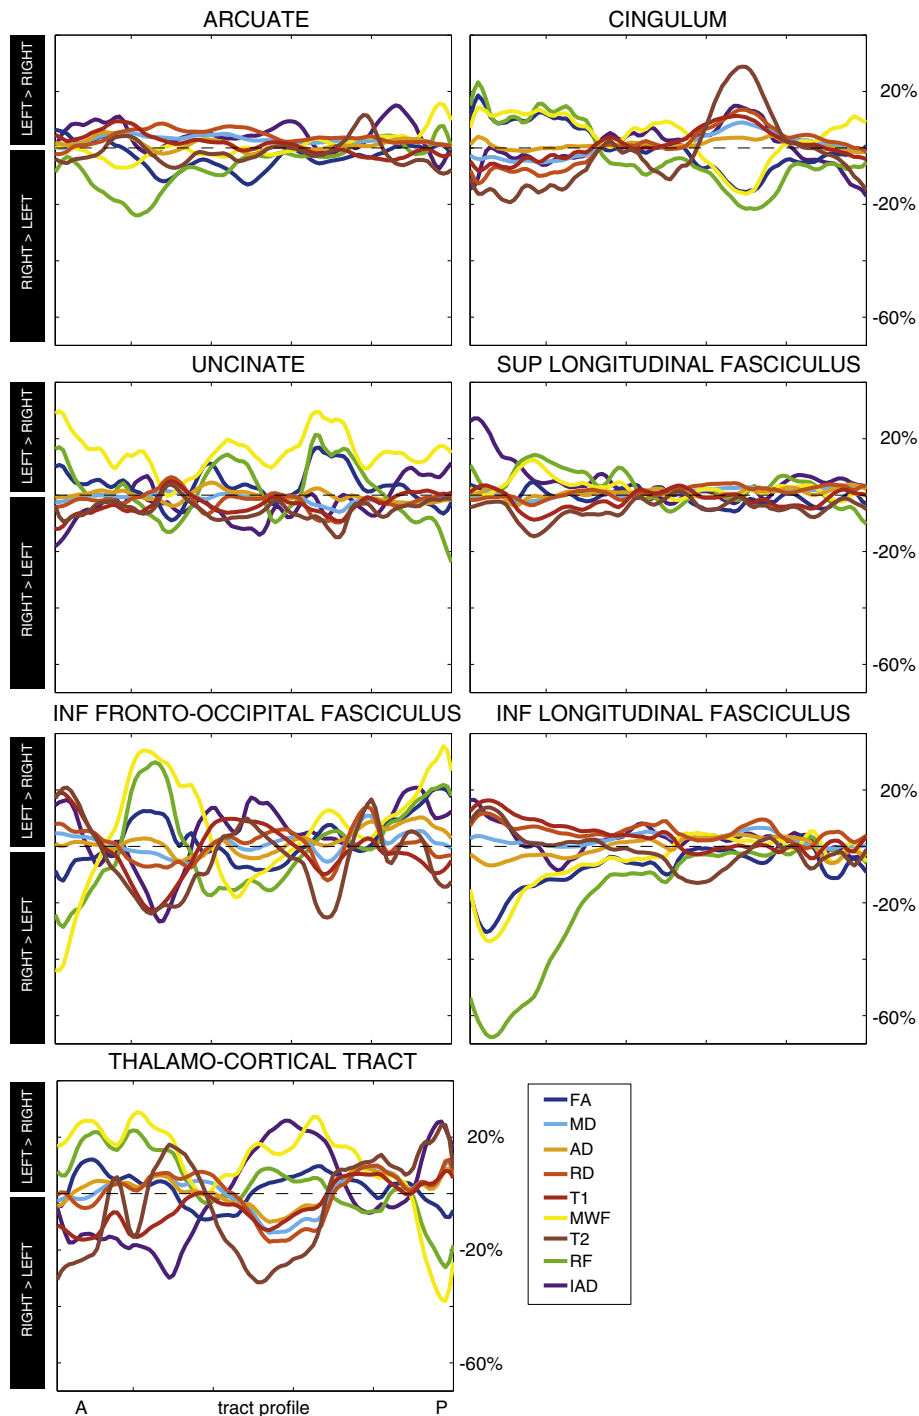 ARCUATE
CINGULUM
LEFT > RIGHT
RIGHT > LEFT
20%
-20%
-60%
UNCINATE
SUP LONGITUDINAL FASCICULUS
LEFT > RIGHT
RIGHT > LEFT
20%
-20%
-60%
INF FRONTO-OCCIPITAL FASCICULUS
INF LONGITUDINAL FASCICULUS
LEFT > RIGHT
RIGHT > LEFT
20%
-20%
-60%
THALAMO-CORTICAL TRACT
LEFT > RIGHT
RIGHT > LEFT
20%
-20%
-60%
FA
MD
AD
RD
T1
MWF
T2
RF
IAD
A tract profile P